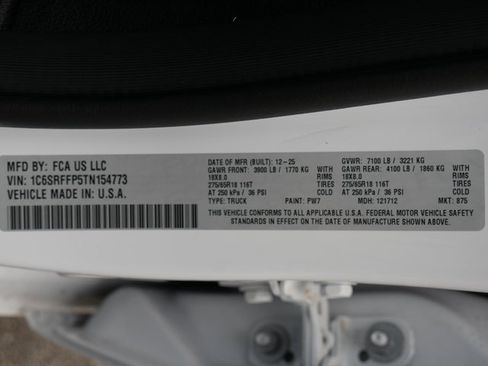 MFD BY: FCA US LLC
VIN: 1C6SRFFP5TN154773
VEHICLE MADE IN: U.S.A.
DATE OF MFR (BUILT): 12-25 GVWR: 7100 LB / 3221 KG
GAWR FRONT: 3900 LB / 1770 KG WITH GAWR REAR: 4100 LB / 1860 KG WITH
18X8.0 RIMS 18X8.0 RIMS
275/65R18 116T TIRES 275/65R18 116T TIRES
AT 250 kPa / 36 PSI COLD AT 250 kPa / 36 PSI COLD
THIS VEHICLE CONFORMS TO ALL APPLICABLE U.S.A. FEDERAL MOTOR VEHICLE SAFETY
STANDARDS IN EFFECT ON THE DATE OF MANUFACTURE SHOWN ABOVE.
TYPE: TRUCK PAINT: PW7 MDH: 121712 MKT: 875